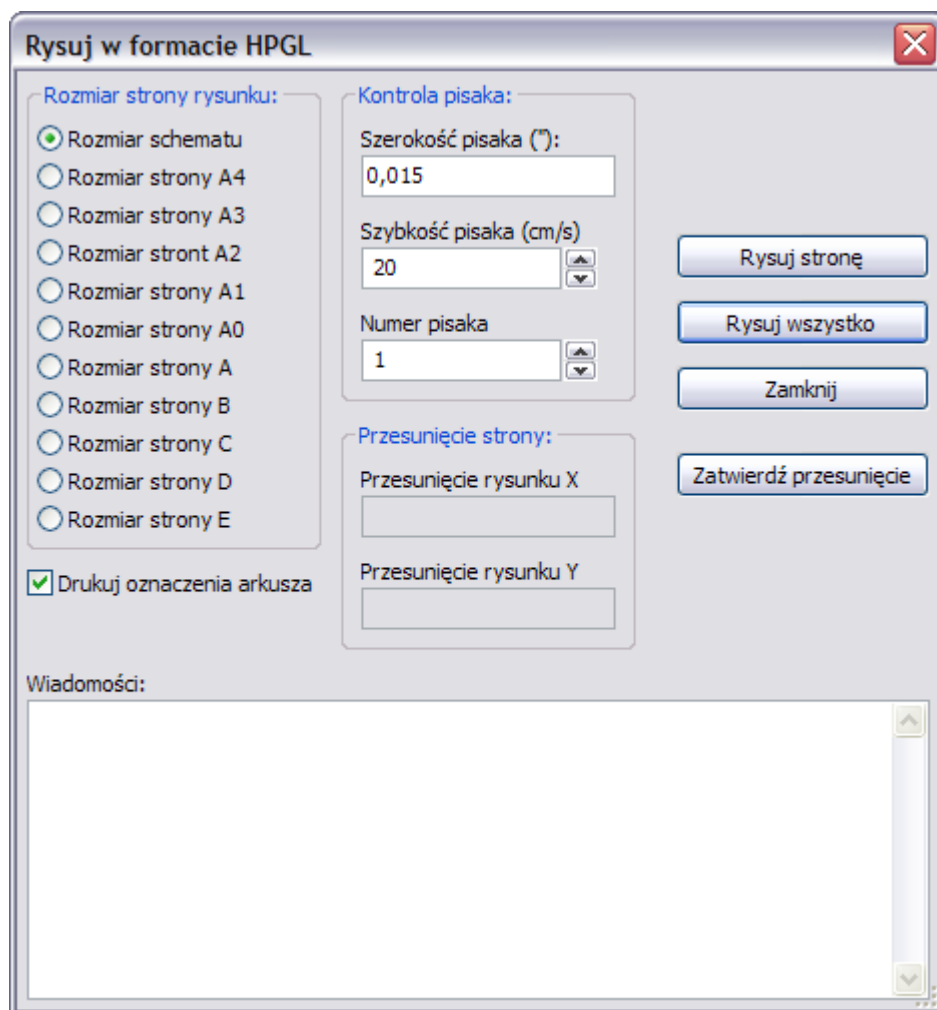 Rysuj w formacie HPGL
Rozmiar strony rysunku:
Rozmiar schematu
Rozmiar strony A4
Rozmiar strony A3
Rozmiar stront A2
Rozmiar strony A1
Rozmiar strony A0
Rozmiar strony A
Rozmiar strony B
Rozmiar strony C
Rozmiar strony D
Rozmiar strony E
Drukuj oznaczenia arkusza
Kontrola pisaka:
Szerokość pisaka ("):
0,015
Szybkość pisaka (cm/s)
20
Numer pisaka
1
Przesunięcie strony:
Przesunięcie rysunku X
Przesunięcie rysunku Y
Rysuj stronę
Rysuj wszystko
Zamknij
Zatwierdź przesunięcie
Wiadomości: